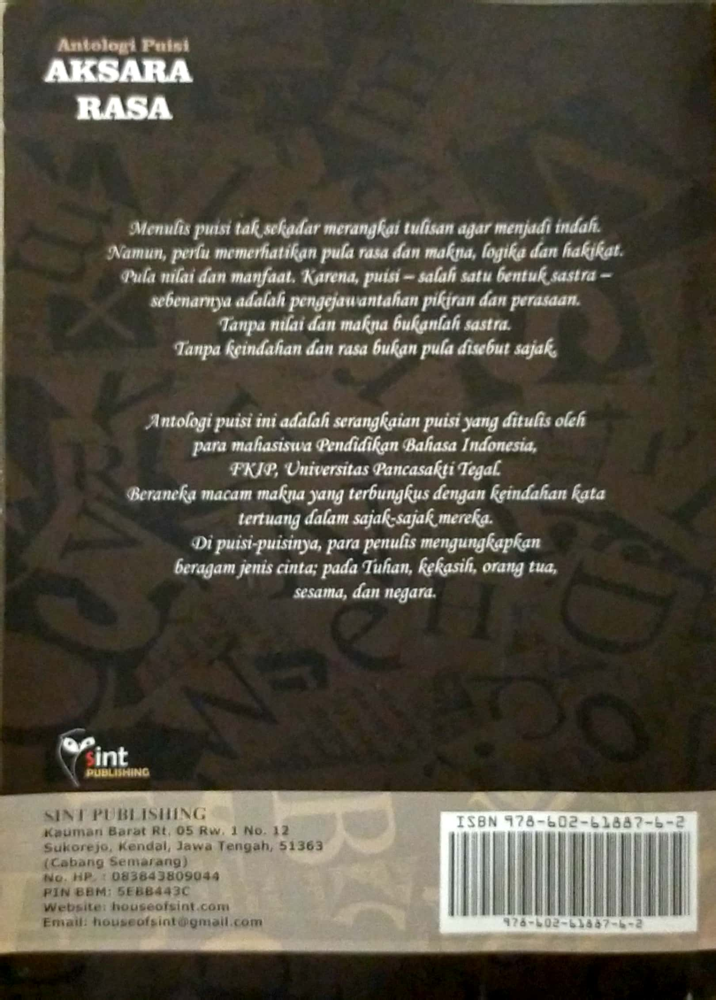 Antologi Puisi
AKSARA
RASA
Menulis puisi tak sekadar merangkai tulisan agar menjadi indah.
Namun, perlu memerhatikan pula rasa dan makna, logika dan hakikat.
Pula nilai dan manfaat. Karena, puisi – salah satu bentuk sastra –
sebenarnya adalah pengejawantahan pikiran dan perasaan.
Tanpa nilai dan makna bukanlah sastra.
Tanpa keindahan dan rasa bukan pula disebut sajak.
Antologi puisi ini adalah serangkaian puisi yang ditulis oleh
para mahasiswa Pendidikan Bahasa Indonesia,
FKIP, Universitas Pancasakti Tegal.
Beraneka macam makna yang terbungkus dengan keindahan kata
tertuang dalam sajak-sajak mereka.
Di puisi-puisinya, para penulis mengungkapkan
beragam jenis cinta; pada Tuhan, kekasih, orang tua,
sesama, dan negara.
sint
PUBLISHING
SINT PUBLISHING
Kauman Barat Rt. 05 Rw. 1 No. 12
Sukorejo, Kendal, Jawa Tengah, 51363
(Cabang Semarang)
No. HP. : 083843809044
PIN BBM: 5EBB443C
Website: houseofsint.com
Email: houseofsint@gmail.com
ISBN 978-602-61887-6-2
978-602-61887-6-2